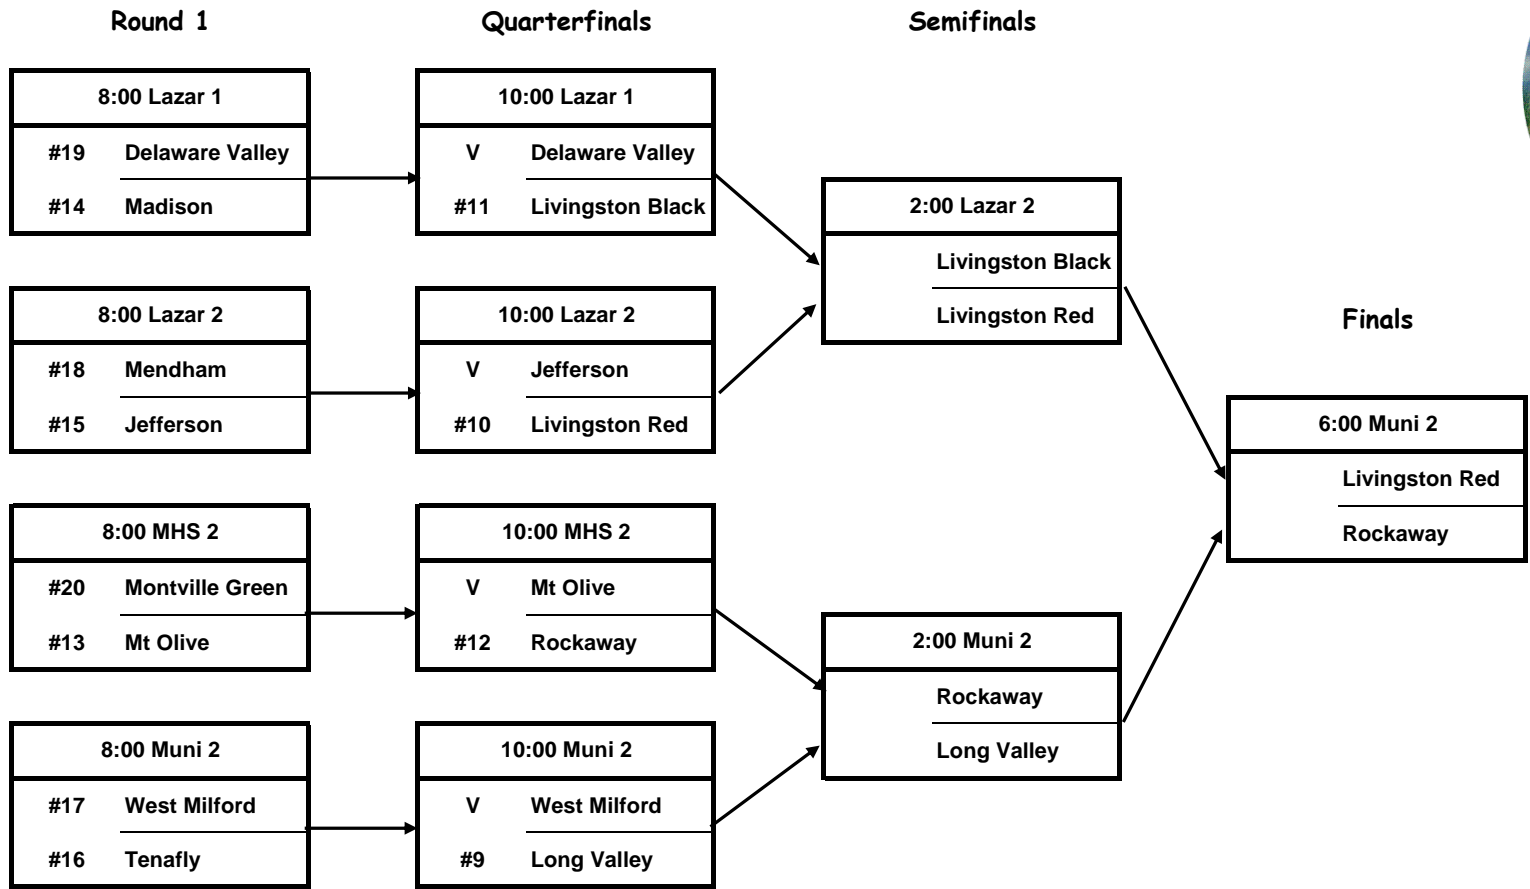 Round 1
Quarterfinals
Semifinals
8:00 Lazar 1
#19 Delaware Valley
#14 Madison
10:00 Lazar 1
V Delaware Valley
#11 Livingston Black
2:00 Lazar 2
Livingston Black
Livingston Red
8:00 Lazar 2
#18 Mendham
#15 Jefferson
10:00 Lazar 2
V Jefferson
#10 Livingston Red
Finals
6:00 Muni 2
Livingston Red
Rockaway
8:00 MHS 2
#20 Montville Green
#13 Mt Olive
10:00 MHS 2
V Mt Olive
#12 Rockaway
2:00 Muni 2
Rockaway
Long Valley
8:00 Muni 2
#17 West Milford
#16 Tenafly
10:00 Muni 2
V West Milford
#9 Long Valley